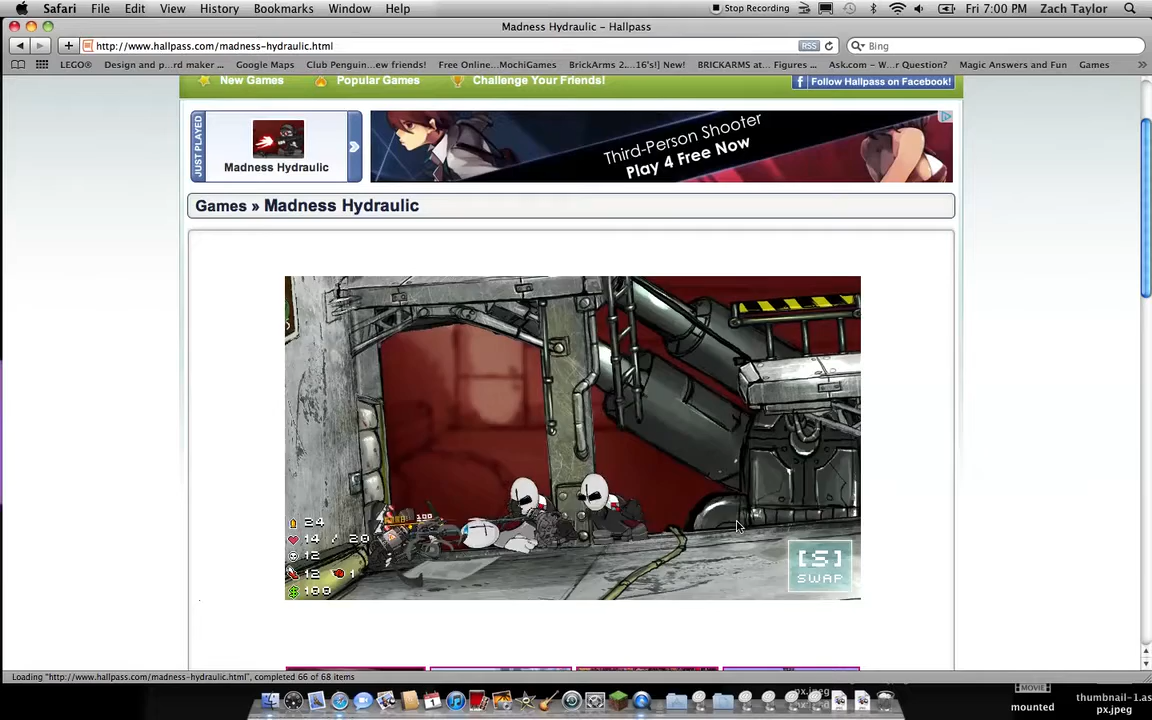 Safari File Edit View History Bookmarks Window Help Stop Recording Fri 7:00 PM Zach Taylor
Madness Hydraulic – Hallpass
http://www.hallpass.com/madness-hydraulic.html RSS Bing
LEGO® Design and p...rd maker ... Google Maps Club Penguin....ew friends! Free Online...MochiGames BrickArms 2....16's!] New! BRICKARMS at... Figures ... Ask.com - W...r Question? Magic Answers and Fun Games
New Games Popular Games Challenge Your Friends! Follow Hallpass on Facebook!
JUST PLAYED
Madness Hydraulic
Third-Person Shooter
Play 4 Free Now
Games » Madness Hydraulic
100
24
14 20
12
12 1
100
[S]
SWAP
Loading "http://www.hallpass.com/madness-hydraulic.html", completed 66 of 68 items
px.jpeg
MOVIE
mounted
thumbnail-1.as
px.jpeg